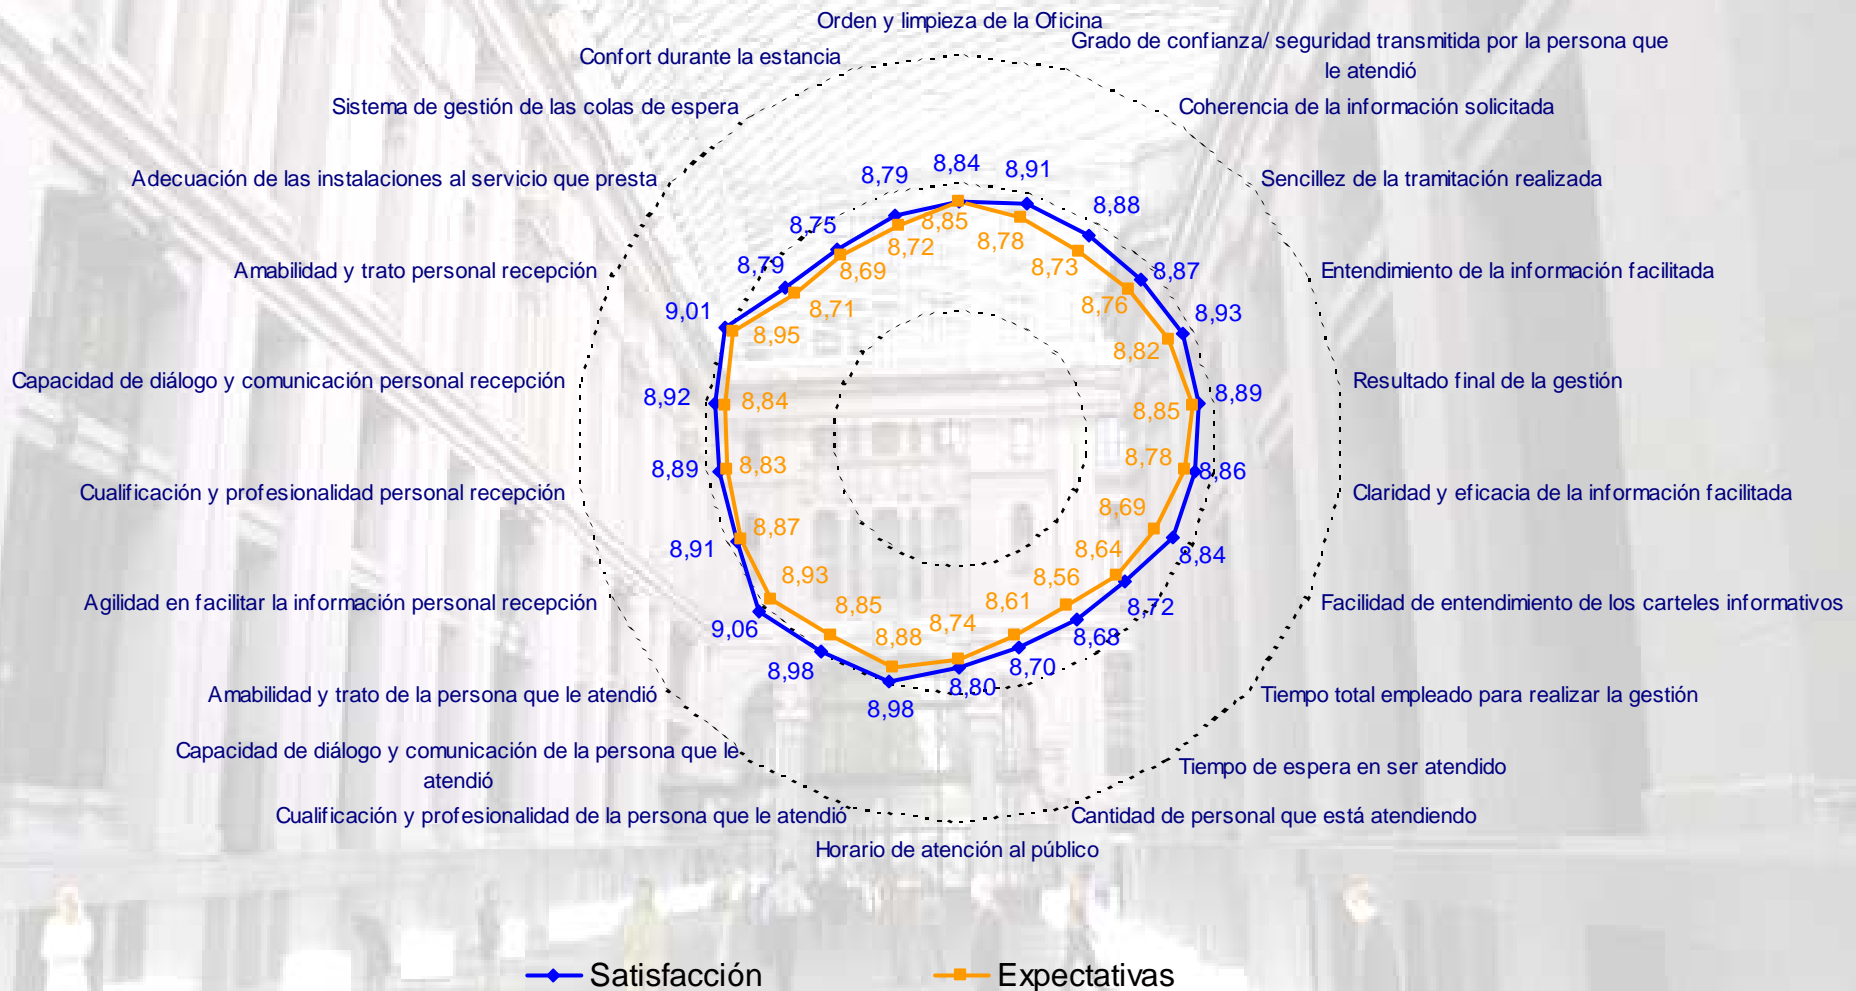 Orden y limpieza de la Oficina
Grado de confianza/ seguridad transmitida por la persona que
le atendió
Confort durante la estancia
Sistema de gestión de las colas de espera
Coherencia de la información solicitada
Adecuación de las instalaciones al servicio que presta
Sencillez de la tramitación realizada
Amabilidad y trato personal recepción
Entendimiento de la información facilitada
Capacidad de diálogo y comunicación personal recepción
Resultado final de la gestión
Cualificación y profesionalidad personal recepción
Claridad y eficacia de la información facilitada
Agilidad en facilitar la información personal recepción
Facilidad de entendimiento de los carteles informativos
Amabilidad y trato de la persona que le atendió
Tiempo total empleado para realizar la gestión
Capacidad de diálogo y comunicación de la persona que le
atendió
Tiempo de espera en ser atendido
Cualificación y profesionalidad de la persona que le atendió
Cantidad de personal que está atendiendo
Horario de atención al público
8,84
8,91
8,88
8,87
8,93
8,89
8,86
8,84
8,72
8,68
8,70
8,80
8,98
8,98
9,06
8,91
8,89
8,92
9,01
8,79
8,75
8,79
8,85
8,78
8,73
8,76
8,82
8,85
8,78
8,69
8,64
8,56
8,61
8,74
8,88
8,85
8,93
8,87
8,83
8,84
8,95
8,71
8,69
8,72
Satisfacción
Expectativas